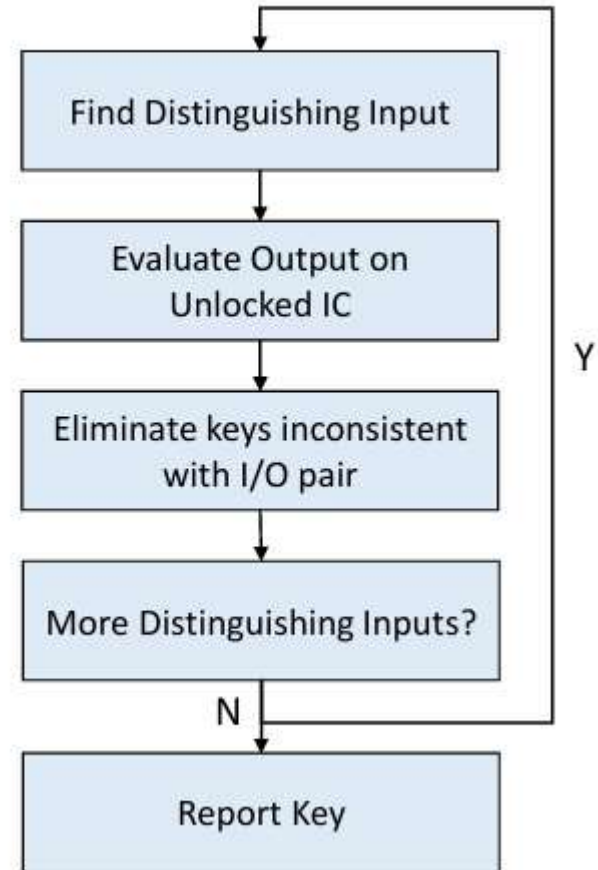 Find Distinguishing Input
Evaluate Output on
Unlocked IC
Eliminate keys inconsistent
with I/O pair
More Distinguishing Inputs?
Y
N
Report Key